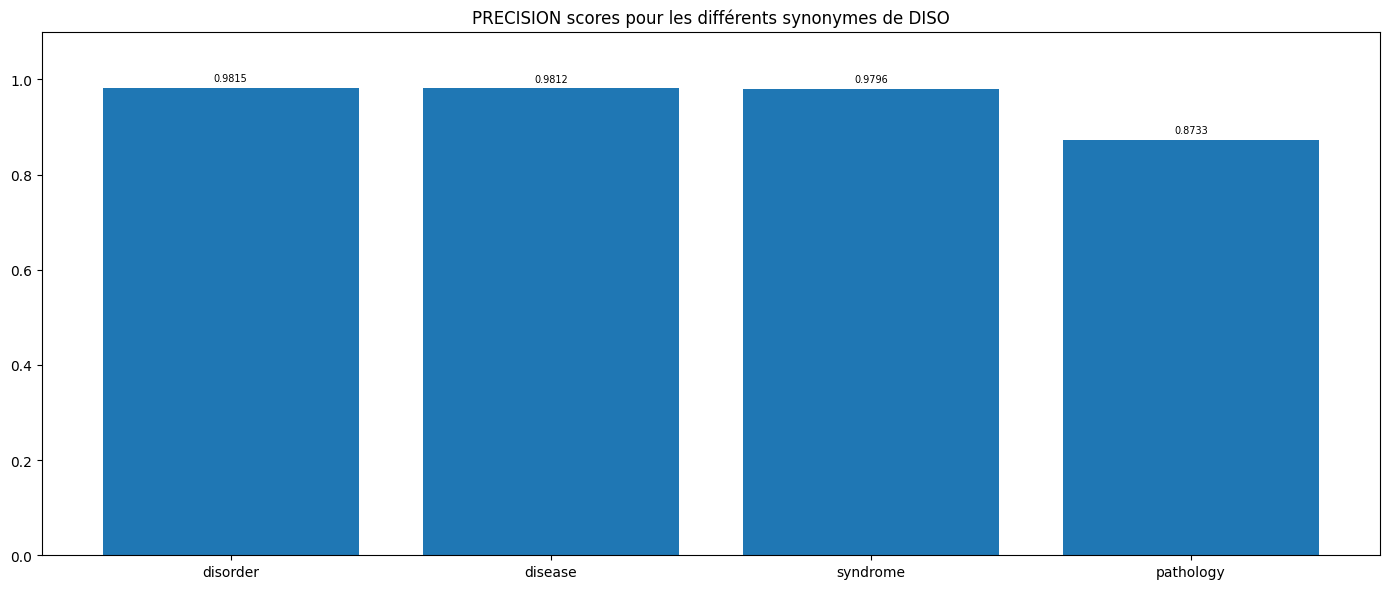 PRECISION scores pour les différents synonymes de DISO
1.0
0.8
0.6
0.4
0.2
0.0
0.9815
0.9812
0.9796
0.8733
disorder
disease
syndrome
pathology